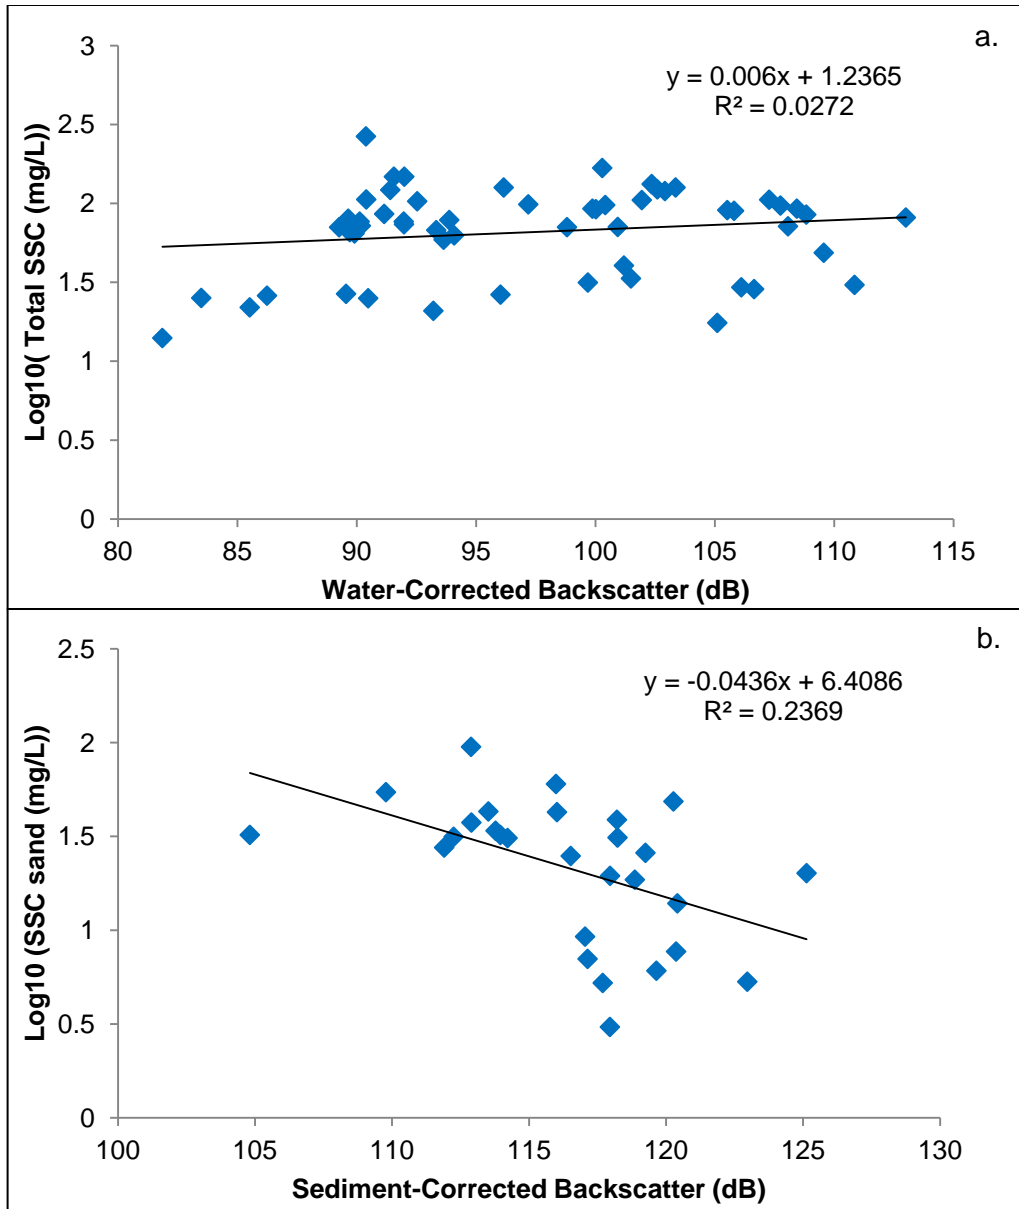 a.
3
y = 0.006x + 1.2365
R² = 0.0272
2.5
2
1.5
1
0.5
0
Log10( Total SSC (mg/L))
80 85 90 95 100 105 110 115
Water-Corrected Backscatter (dB)
b.
2.5
y = -0.0436x + 6.4086
R² = 0.2369
2
1.5
1
0.5
0
Log10 (SSC sand (mg/L))
100 105 110 115 120 125 130
Sediment-Corrected Backscatter (dB)